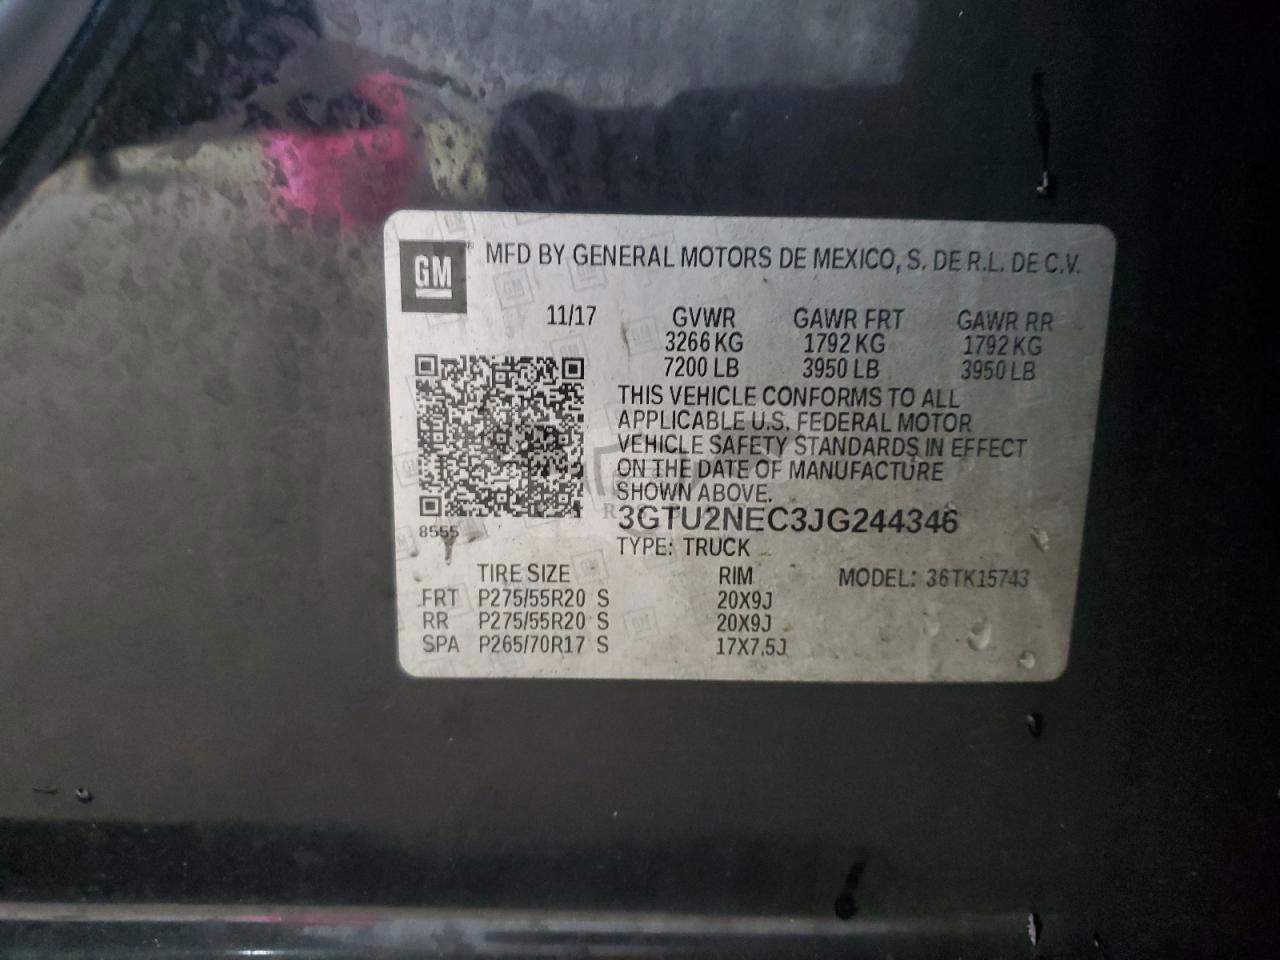 GM
MFD BY GENERAL MOTORS DE MEXICO, S. DE R.L. DE C.V.
11/17 GVWR GAWR FRT GAWR RR
3266 KG 1792 KG 1792 KG
7200 LB 3950 LB 3950 LB
THIS VEHICLE CONFORMS TO ALL
APPLICABLE U.S. FEDERAL MOTOR
VEHICLE SAFETY STANDARDS IN EFFECT
ON THE DATE OF MANUFACTURE
SHOWN ABOVE.
3GTU2NEC3JG244346
8555
TYPE: TRUCK
TIRE SIZE RIM MODEL: 36TK15743
FRT P275/55R20 S 20X9J
RR P275/55R20 S 20X9J
SPA P265/70R17 S 17X7.5J